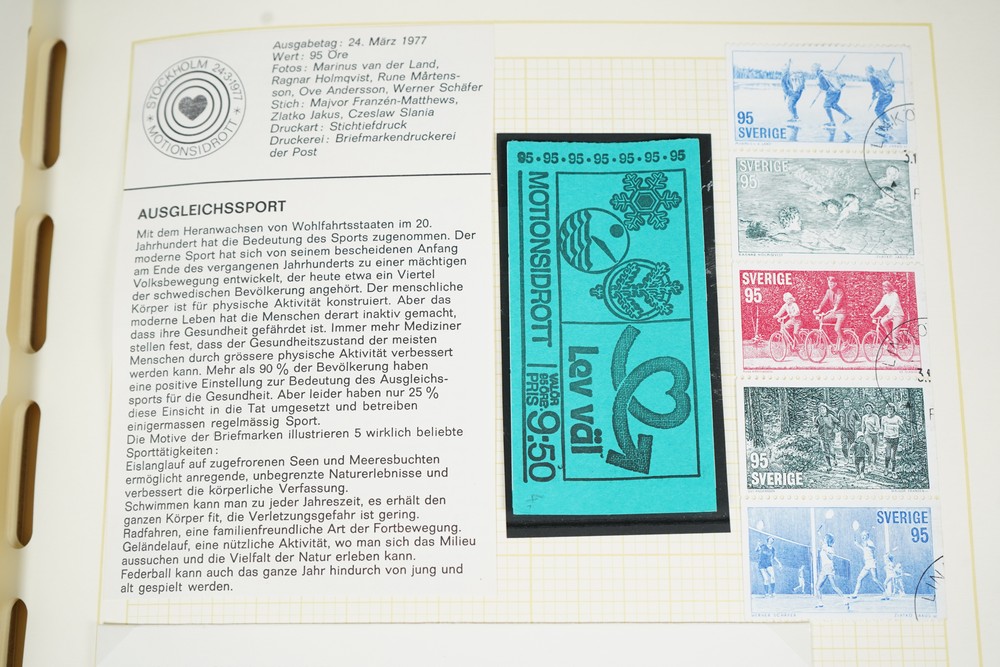 STOCKHOLM 24-3-1977
* MOTIONSIDROTT *
Ausgabetag: 24. März 1977
Wert: 95 Öre
Fotos: Marinus van der Land,
Ragnar Holmqvist, Rune Mårtens-
son, Ove Andersson, Werner Schäfer
Stich: Majvor Franzén-Matthews,
Zlatko Jakus, Czeslaw Slania
Druckart: Stichtiefdruck
Druckerei: Briefmarkendruckerei
der Post
AUSGLEICHSSPORT
Mit dem Heranwachsen von Wohlfahrtsstaaten im 20.
Jahrhundert hat die Bedeutung des Sports zugenommen. Der
moderne Sport hat sich von seinem bescheidenen Anfang
am Ende des vergangenen Jahrhunderts zu einer mächtigen
Volksbewegung entwickelt, der heute etwa ein Viertel
der schwedischen Bevölkerung angehört. Der menschliche
Körper ist für physische Aktivität konstruiert. Aber das
moderne Leben hat die Menschen derart inaktiv gemacht,
dass ihre Gesundheit gefährdet ist. Immer mehr Mediziner
stellen fest, dass der Gesundheitszustand der meisten
Menschen durch grössere physische Aktivität verbessert
werden kann. Mehr als 90 % der Bevölkerung haben
eine positive Einstellung zur Bedeutung des Ausgleichs-
sports für die Gesundheit. Aber leider haben nur 25 %
diese Einsicht in die Tat umgesetzt und betreiben
einigermassen regelmässig Sport.
Die Motive der Briefmarken illustrieren 5 wirklich beliebte
Sporttätigkeiten:
Eislanglauf auf zugefrorenen Seen und Meeresbuchten
ermöglicht anregende, unbegrenzte Naturerlebnisse und
verbessert die körperliche Verfassung.
Schwimmen kann man zu jeder Jahreszeit, es erhält den
ganzen Körper fit, die Verletzungsgefahr ist gering.
Radfahren, eine familienfreundliche Art der Fortbewegung.
Geländelauf, eine nützliche Aktivität, wo man sich das Milieu
aussuchen und die Vielfalt der Natur erleben kann.
Federball kann auch das ganze Jahr hindurch von jung und
alt gespielt werden.
95•95•95•95•95•95•95
MOTIONSIDROTT
VALÖR
95 ÖRE.
PRIS
9:50
Lev väl
95
SVERIGE
LINKÖ
3.1
SVERIGE
95
F
SVERIGE
95
LINKO
3.1
95
SVERIGE
F
SVERIGE
95
LIN